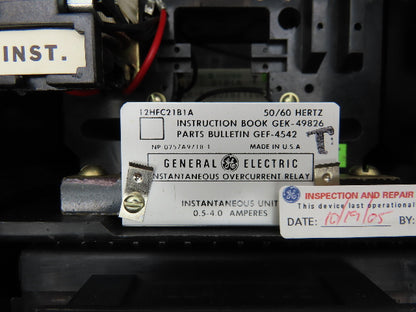 INST.
12HFC21B1A 50/60 HERTZ
INSTRUCTION BOOK GEK-49826
PARTS BULLETIN GEF-4542
T
NP 0257A9718 1 MADE IN U.S.A
GENERAL GE ELECTRIC
INSTANTANEOUS OVERCURRENT RELAY
INSTANTANEOUS UNIT
0.5-4.0 AMPERES
INSPECTION AND REPAIR
This device last operational
DATE: 10/19/05 BY: